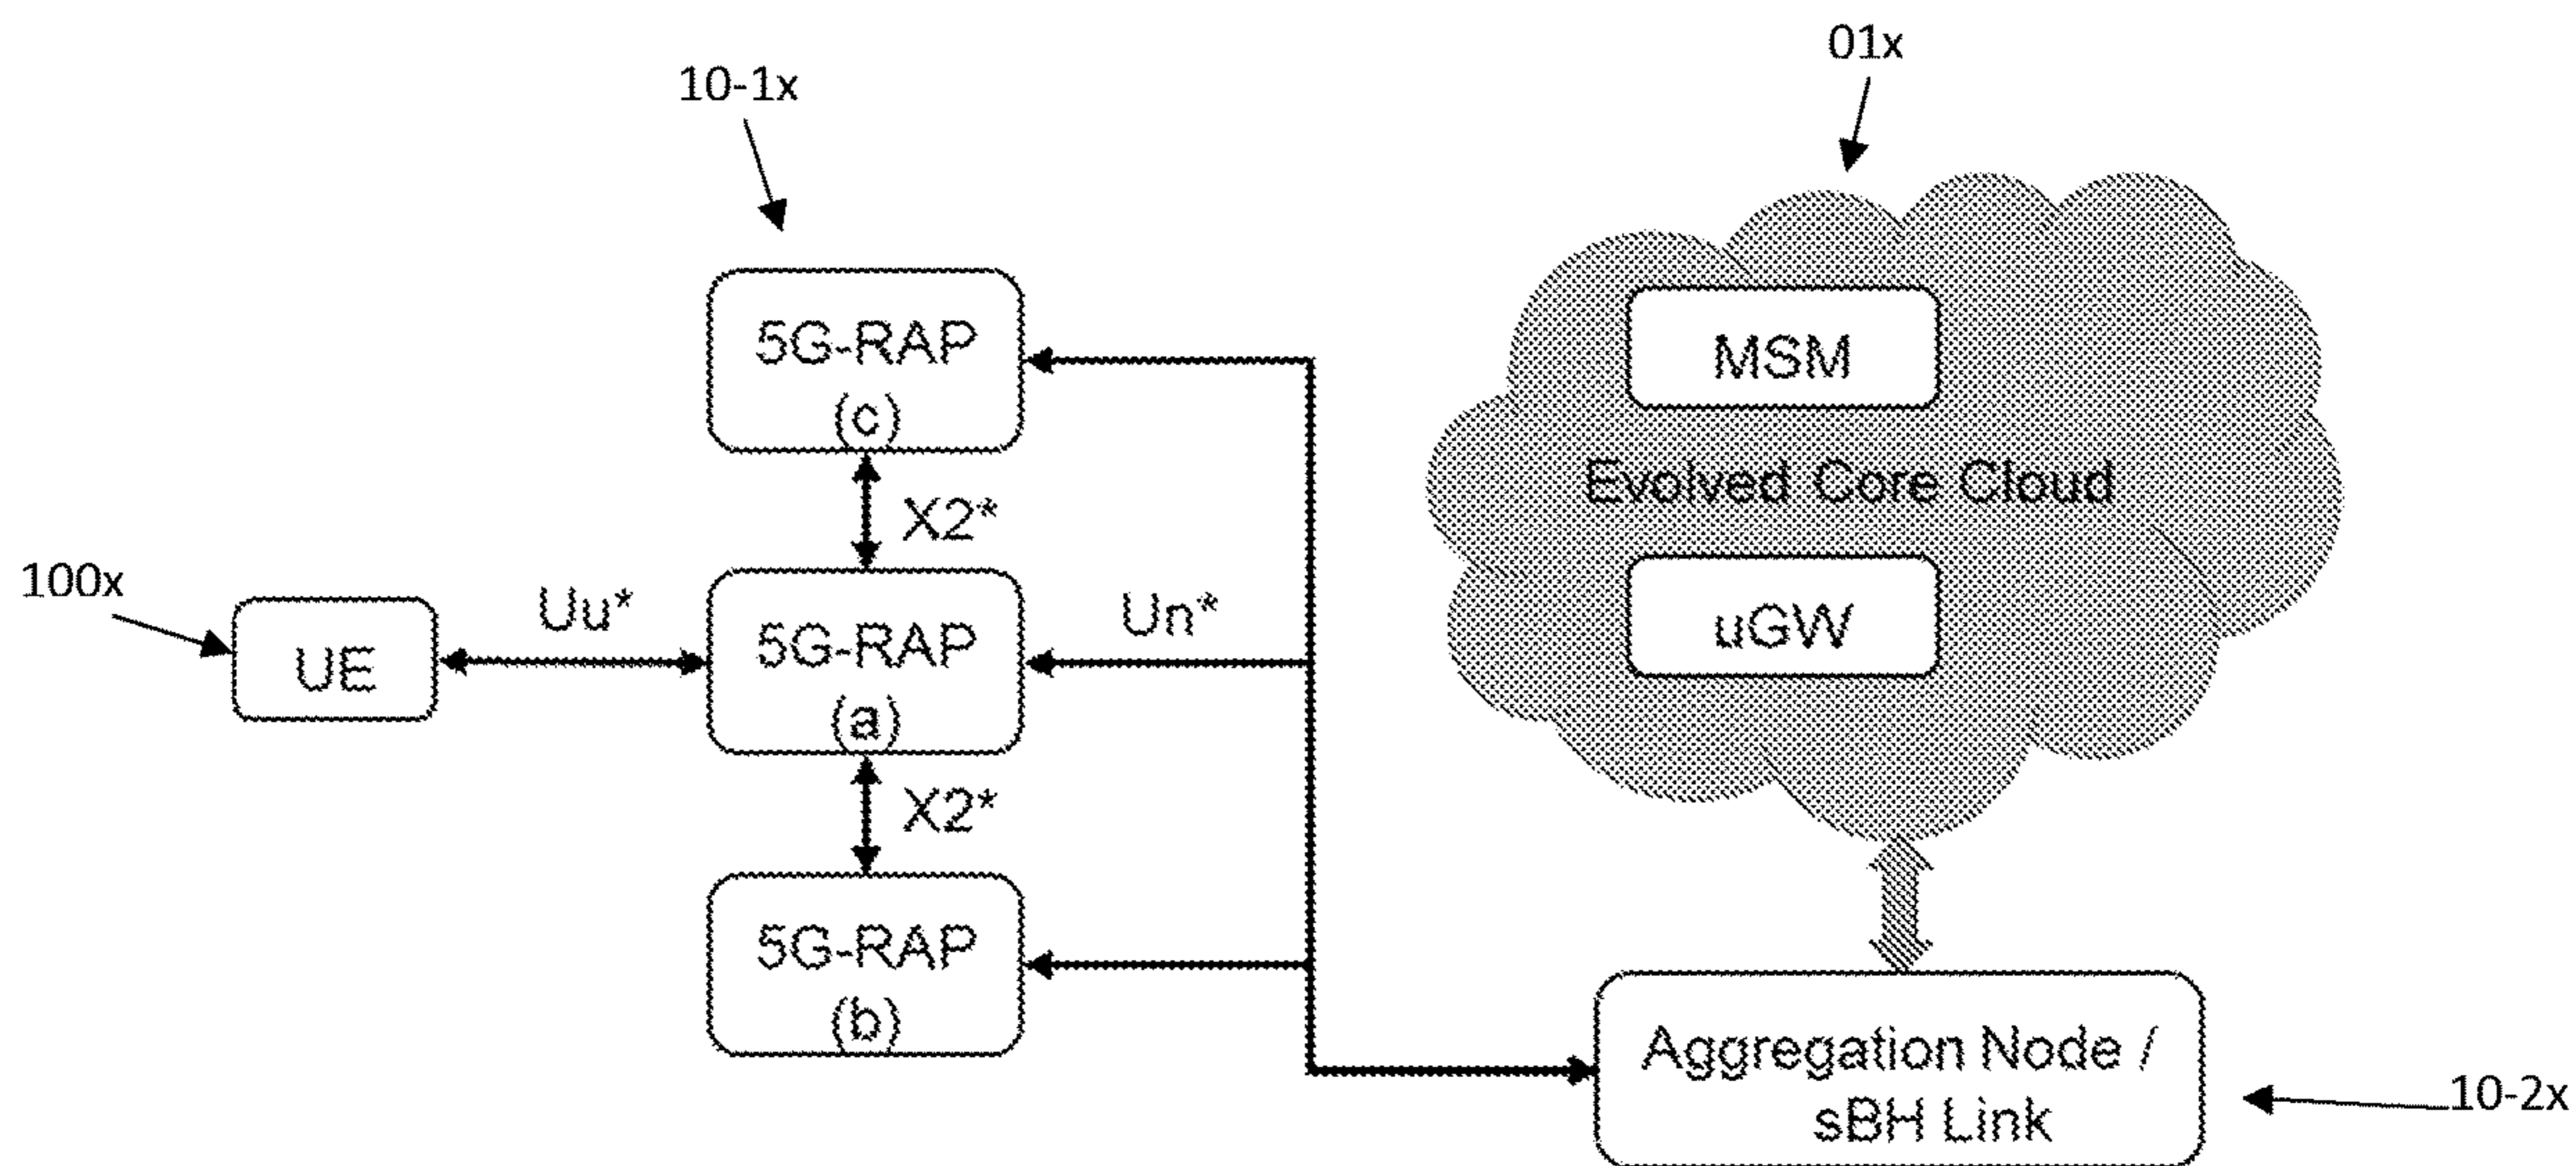 01x
10-1x
5G-RAP
(c)
MSM
Evolved Core Cloud
X2*
100x
Uu*
Un*
UE
5G-RAP
(a)
uGW
X2*
5G-RAP
(b)
Aggregation Node /
sBH Link
10-2x